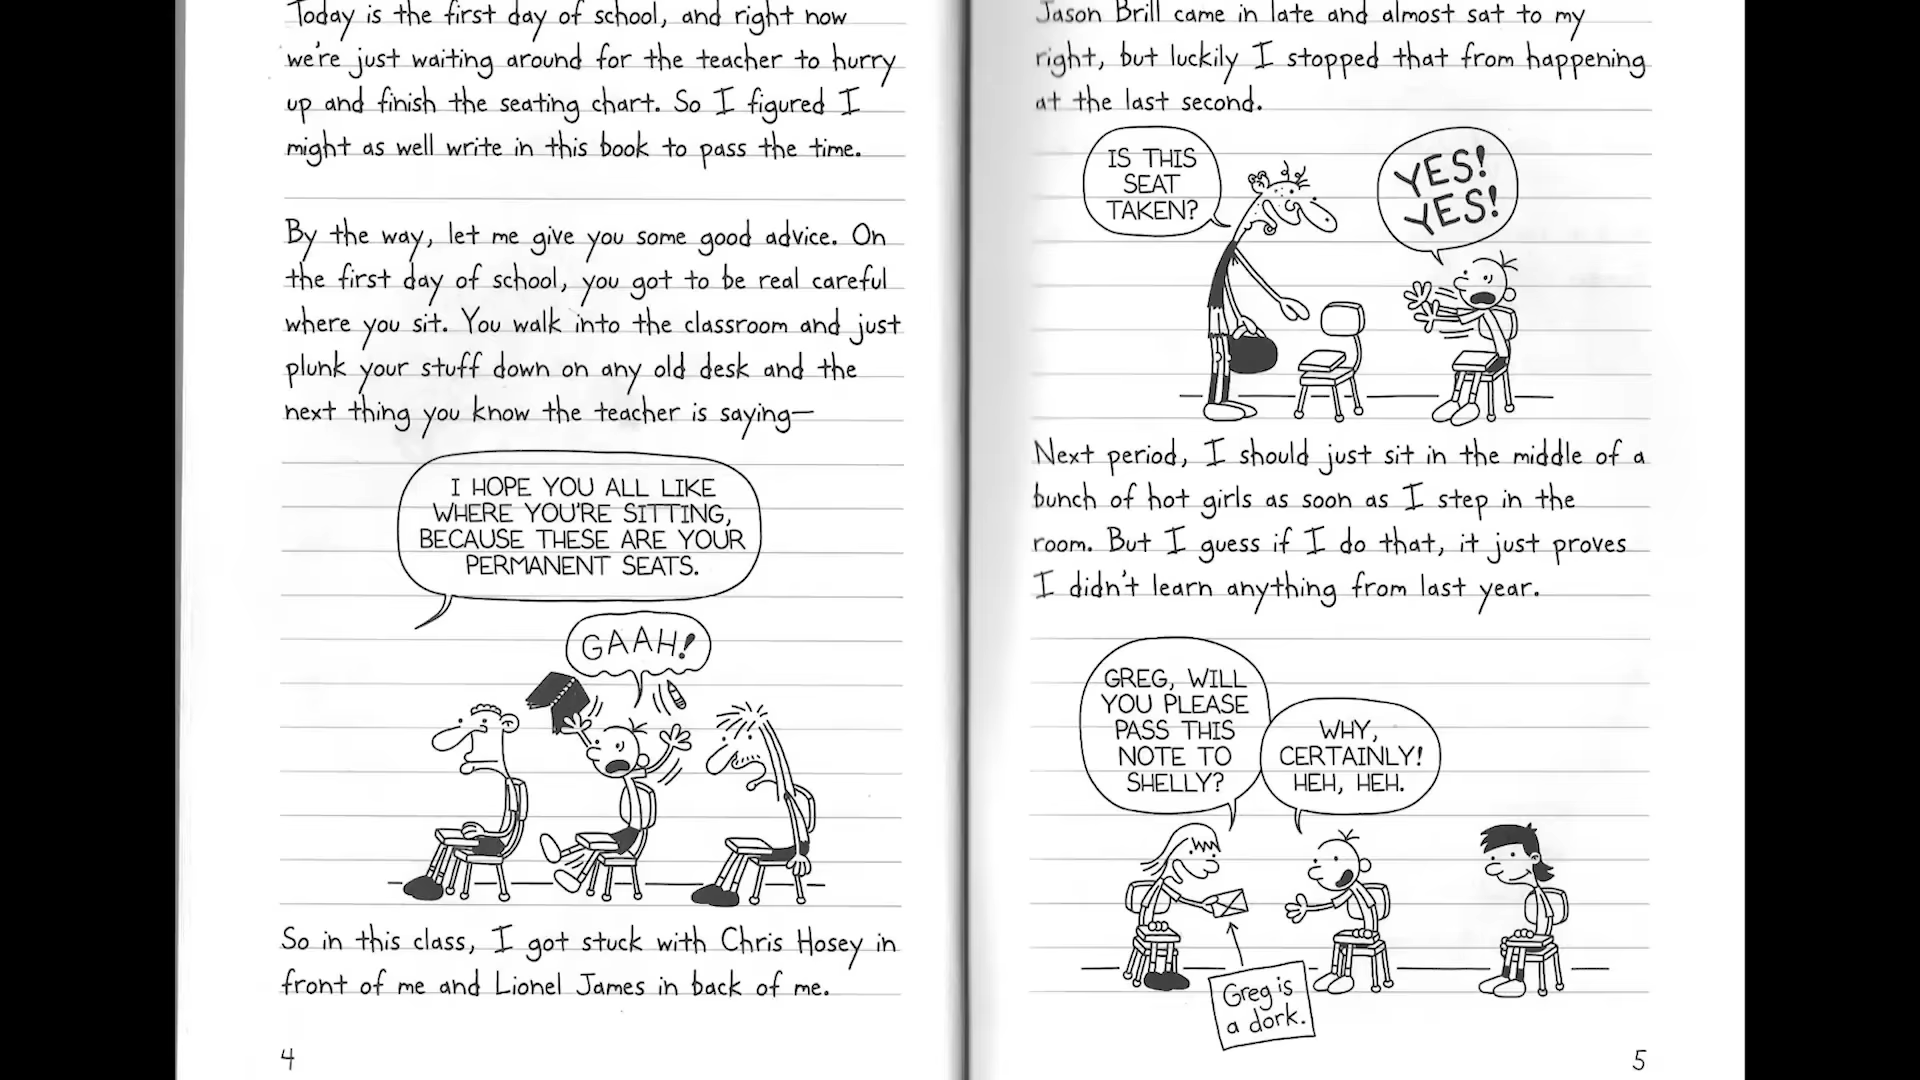 Today is the first day of school, and right now
we're just waiting around for the teacher to hurry
up and finish the seating chart. So I figured I
might as well write in this book to pass the time.
By the way, let me give you some good advice. On
the first day of school, you got to be real careful
where you sit. You walk into the classroom and just
plunk your stuff down on any old desk and the
next thing you know the teacher is saying—
I HOPE YOU ALL LIKE
WHERE YOU'RE SITTING,
BECAUSE THESE ARE YOUR
PERMANENT SEATS.
GAAH!
So in this class, I got stuck with Chris Hosey in
front of me and Lionel James in back of me.
4
Jason Brill came in late and almost sat to my
right, but luckily I stopped that from happening
at the last second.
IS THIS
SEAT
TAKEN?
YES!
YES!
Next period, I should just sit in the middle of a
bunch of hot girls as soon as I step in the
room. But I guess if I do that, it just proves
I didn't learn anything from last year.
GREG, WILL
YOU PLEASE
PASS THIS
NOTE TO
SHELLY?
WHY,
CERTAINLY!
HEH, HEH.
Greg is
a dork.
5